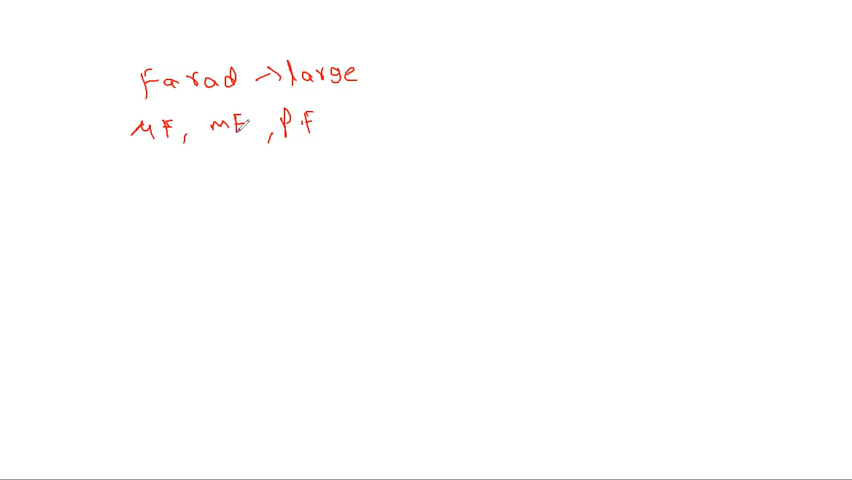 Farad → large
μF, mF, PF